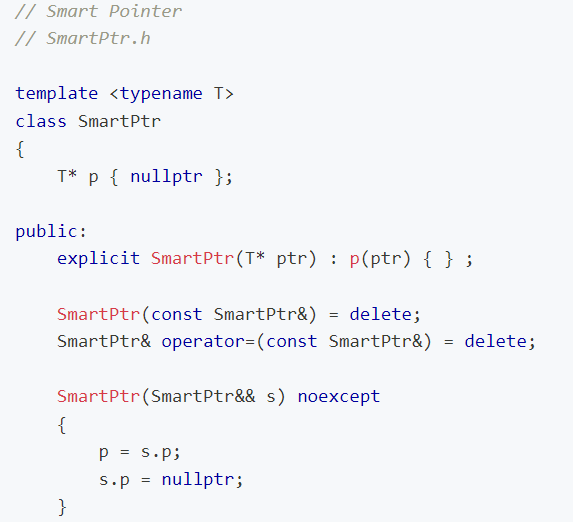 // Smart Pointer
// SmartPtr.h
template <typename T>
class SmartPtr
{
T* p { nullptr };
public:
explicit SmartPtr(T* ptr) : p(ptr) { } ;
SmartPtr(const SmartPtr&) = delete;
SmartPtr& operator=(const SmartPtr&) = delete;
SmartPtr(SmartPtr&& s) noexcept
{
p = s.p;
s.p = nullptr;
}